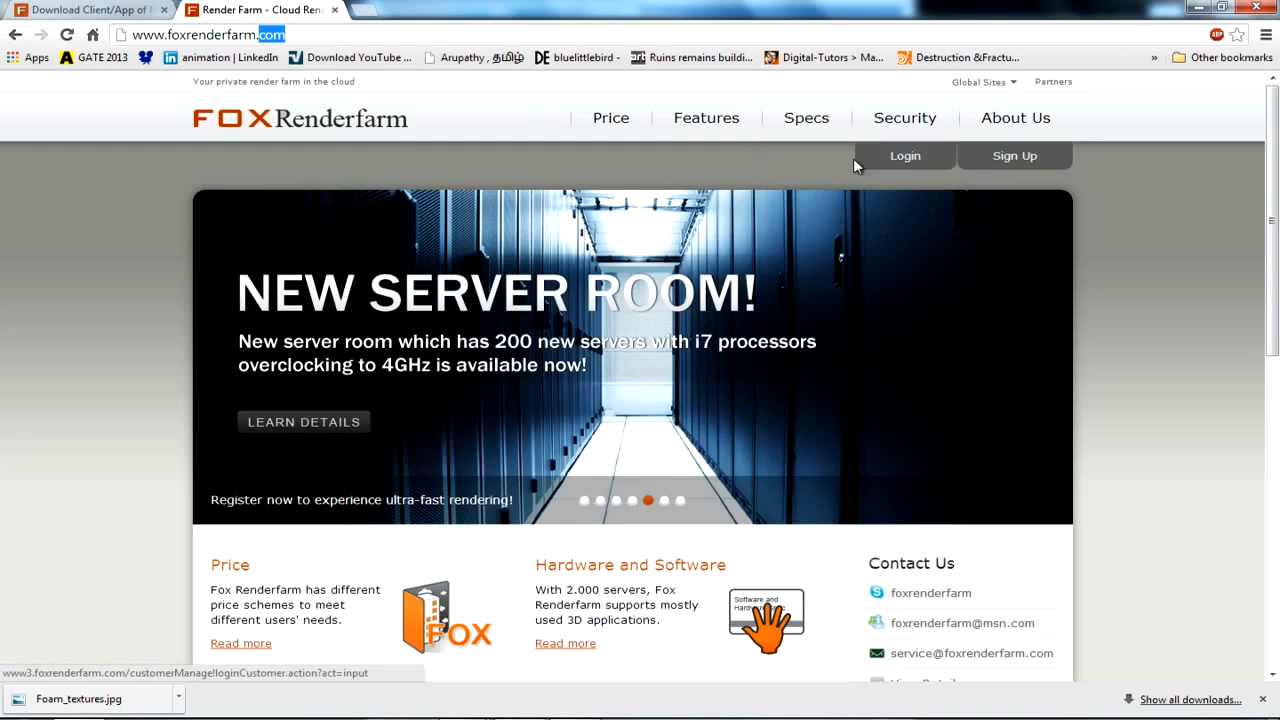 Download Client/App of F
Render Farm - Cloud Ren
www.foxrenderfarm.com
Apps
GATE 2013
animation | LinkedIn
Download YouTube ...
Arupathy , தமிழ்
bluelittlebird -
Ruins remains buildi...
Digital-Tutors > Ma...
Destruction &Fractu...
»
Other bookmarks
Your private render farm in the cloud
Global Sites
Partners
FOXRenderfarm
Price
Features
Specs
Security
About Us
Login
Sign Up
NEW SERVER ROOM!
New server room which has 200 new servers with i7 processors
overclocking to 4GHz is available now!
LEARN DETAILS
Register now to experience ultra-fast rendering!
Price
Fox Renderfarm has different
price schemes to meet
different users' needs.
Read more
FOX
Hardware and Software
With 2.000 servers, Fox
Renderfarm supports mostly
used 3D applications.
Read more
Software and
Contact Us
foxrenderfarm
foxrenderfarm@msn.com
service@foxrenderfarm.com
www3.foxrenderfarm.com/customerManage!loginCustomer.action?act=input
Foam_textures.jpg
Show all downloads...